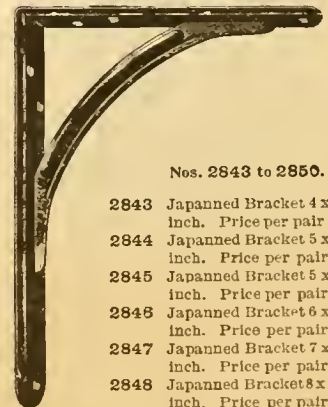 Nos. 2843 to 2850.
2843 Japanned Bracket 4 x
inch. Price per pair
2844 Japanned Bracket 5 x
inch. Price per pair
2845 Japanned Bracket 5 x
inch. Price per pair
2846 Japanned Bracket 6 x
inch. Price per pair
2847 Japanned Bracket 7 x
inch. Price per pair
2848 Japanned Bracket 8 x
inch. Price per pair